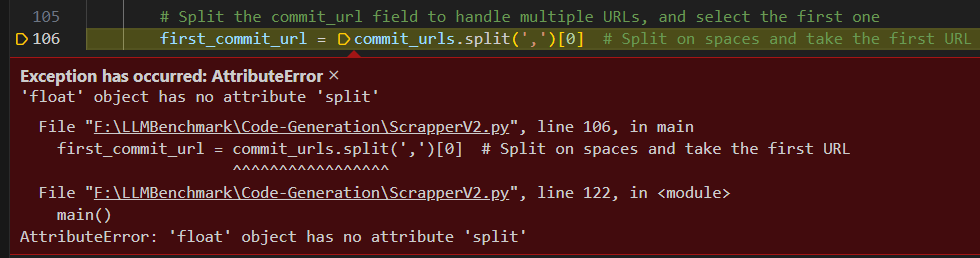 105 # Split the commit_url field to handle multiple URLs, and select the first one
106 first_commit_url = commit_urls.split(',')[0]  # Split on spaces and take the first URL
Exception has occurred: AttributeError ×
'float' object has no attribute 'split'
File "F:\LLMBenchmark\Code-Generation\ScrapperV2.py", line 106, in main
first_commit_url = commit_urls.split(',')[0]  # Split on spaces and take the first URL
^^^^^^^^^^^^^^^^^
File "F:\LLMBenchmark\Code-Generation\ScrapperV2.py", line 122, in <module>
main()
AttributeError: 'float' object has no attribute 'split'